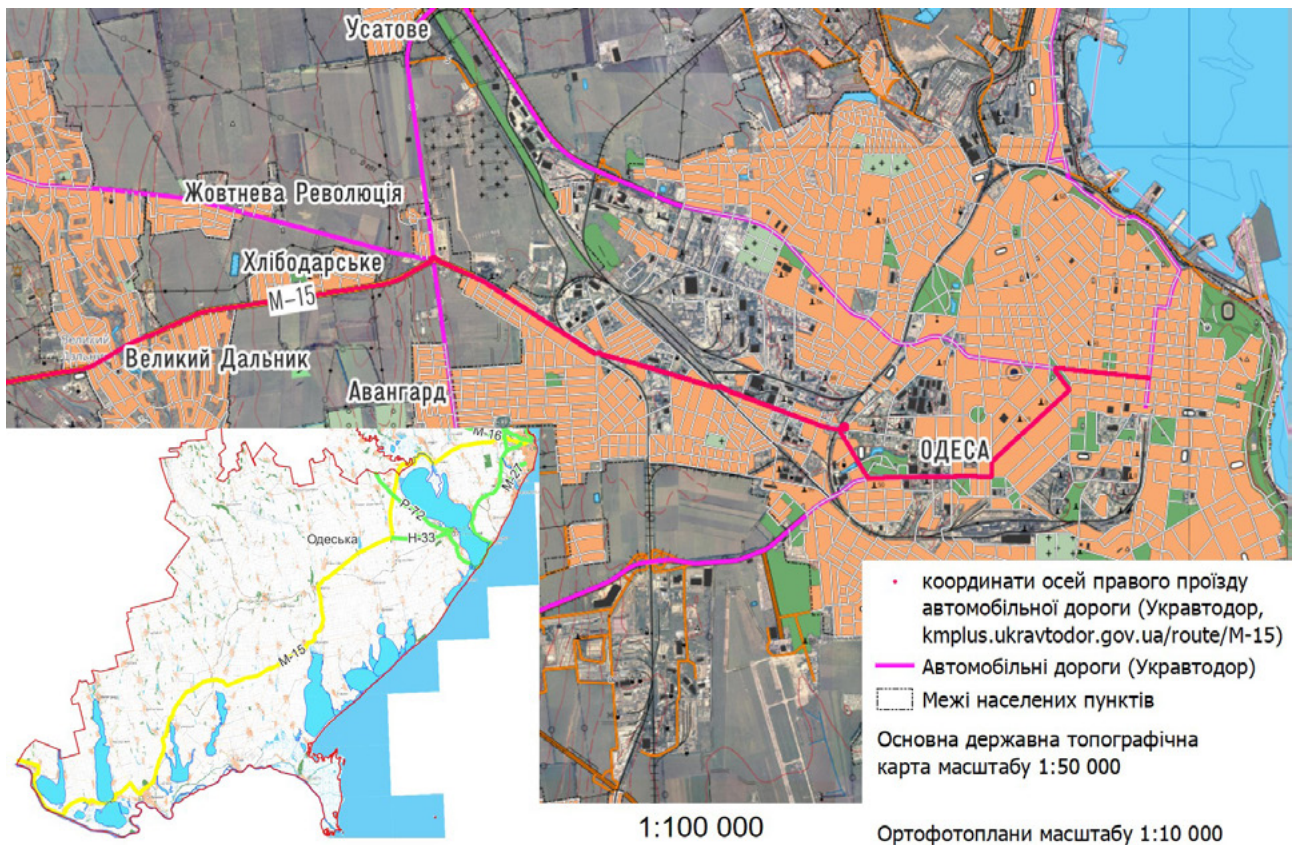 Усатове
Жовтнева Революція
Хлібодарське
М-15
Великий Дальник
Авангард
ОДЕСА
М-16
М-27
Р-72
Н-33
Одеська
М-15
• координати осей правого проїзду
автомобільної дороги (Укравтодор,
kmplus.ukravtodor.gov.ua/route/М-15)
Автомобільні дороги (Укравтодор)
Межі населених пунктів
Основна державна топографічна
карта масштабу 1:50 000
Ортофотоплани масштабу 1:10 000
1:100 000